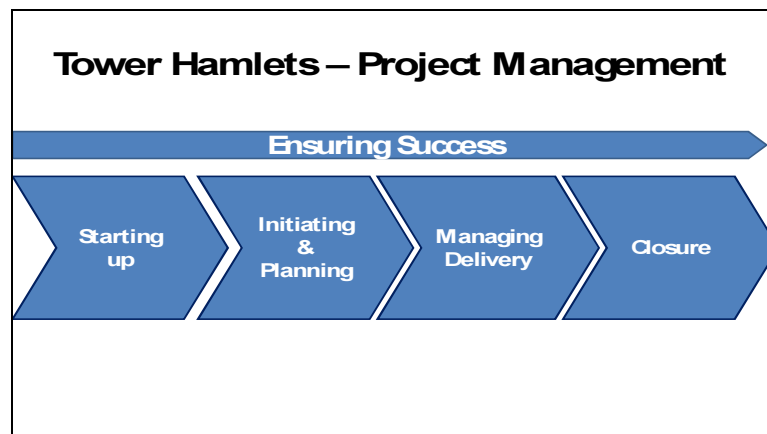 Tower Hamlets – Project Management
Ensuring Success
Starting
up
Initiating
&
Planning
Managing
Delivery
Closure